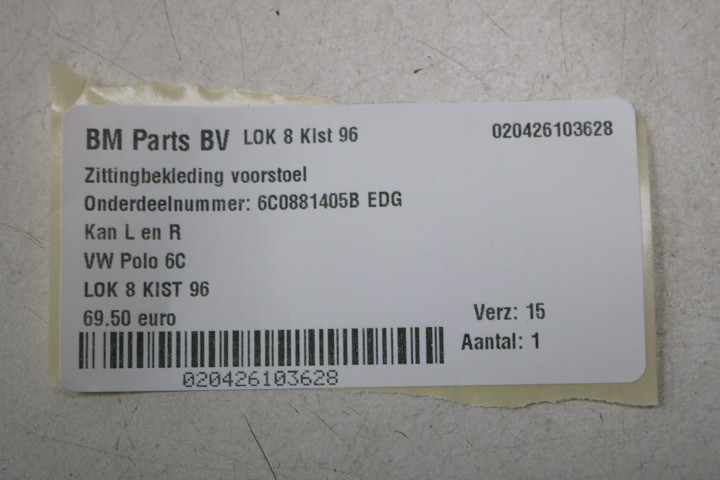 BM Parts BV LOK 8 KIst 96 020426103628
Zittingbekleding voorstoel
Onderdeelnummer: 6C0881405B EDG
Kan L en R
VW Polo 6C
LOK 8 KIST 96
69.50 euro Verz: 15
Aantal: 1
020426103628